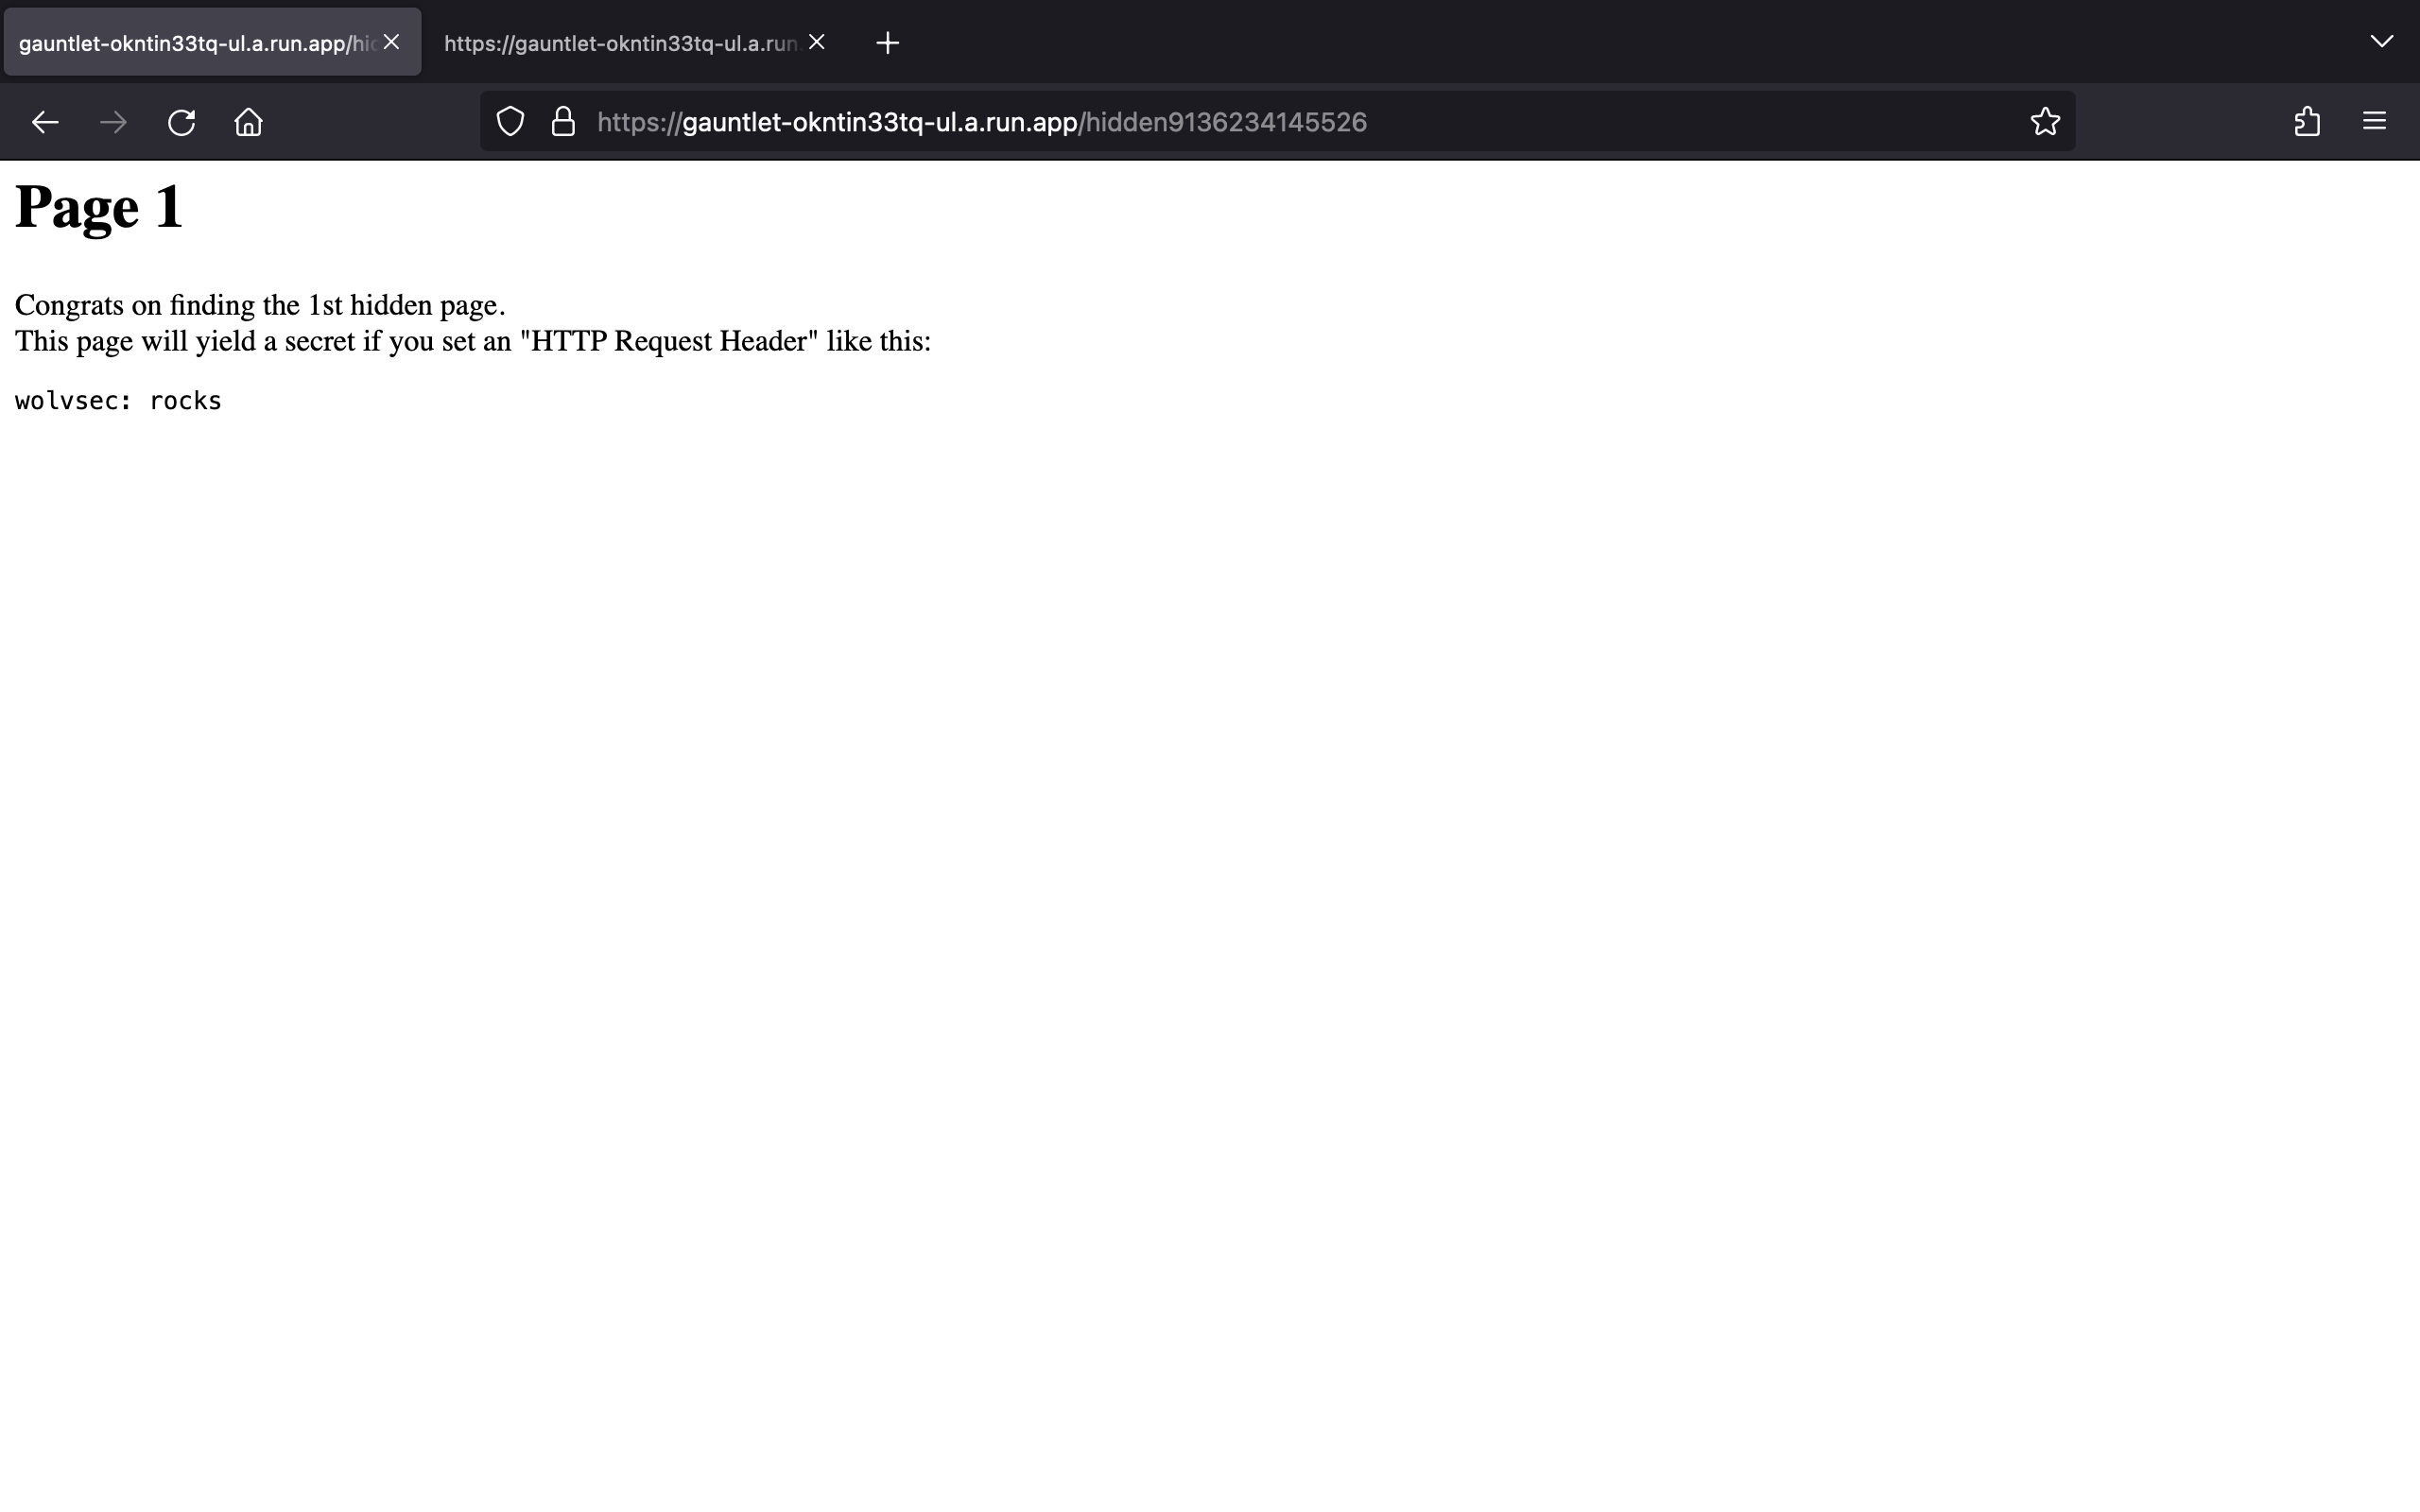 gauntlet-okntin33tq-ul.a.run.app/hic
https://gauntlet-okntin33tq-ul.a.run.
https://gauntlet-okntin33tq-ul.a.run.app/hidden9136234145526
Page 1
Congrats on finding the 1st hidden page.
This page will yield a secret if you set an "HTTP Request Header" like this:
wolvsec: rocks